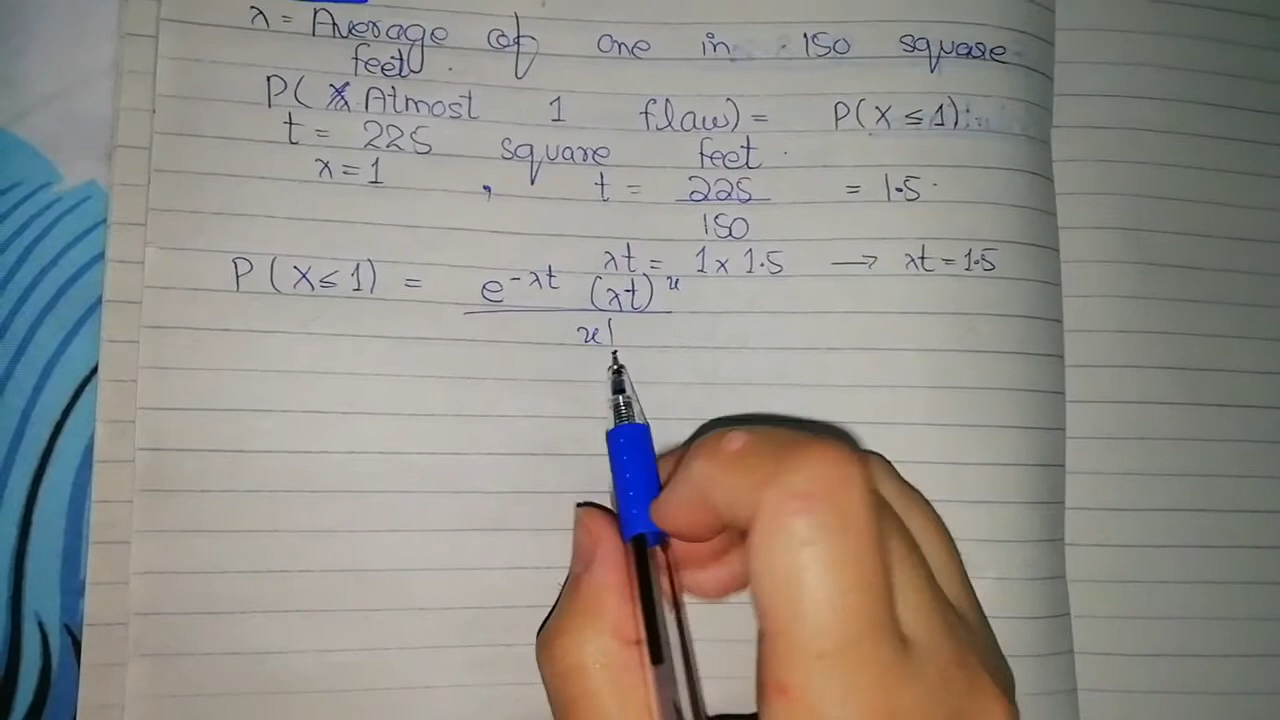 λ = Average of one in 150 square
feet.
P( X Atmost 1 flaw) = P(X ≤ 1)
t = 225 square feet.
x = 1 , t = 225/150 = 1.5
λt = 1 x 1.5 → λt = 1.5
P(X ≤ 1) = e^-λt (λt)^x
x!